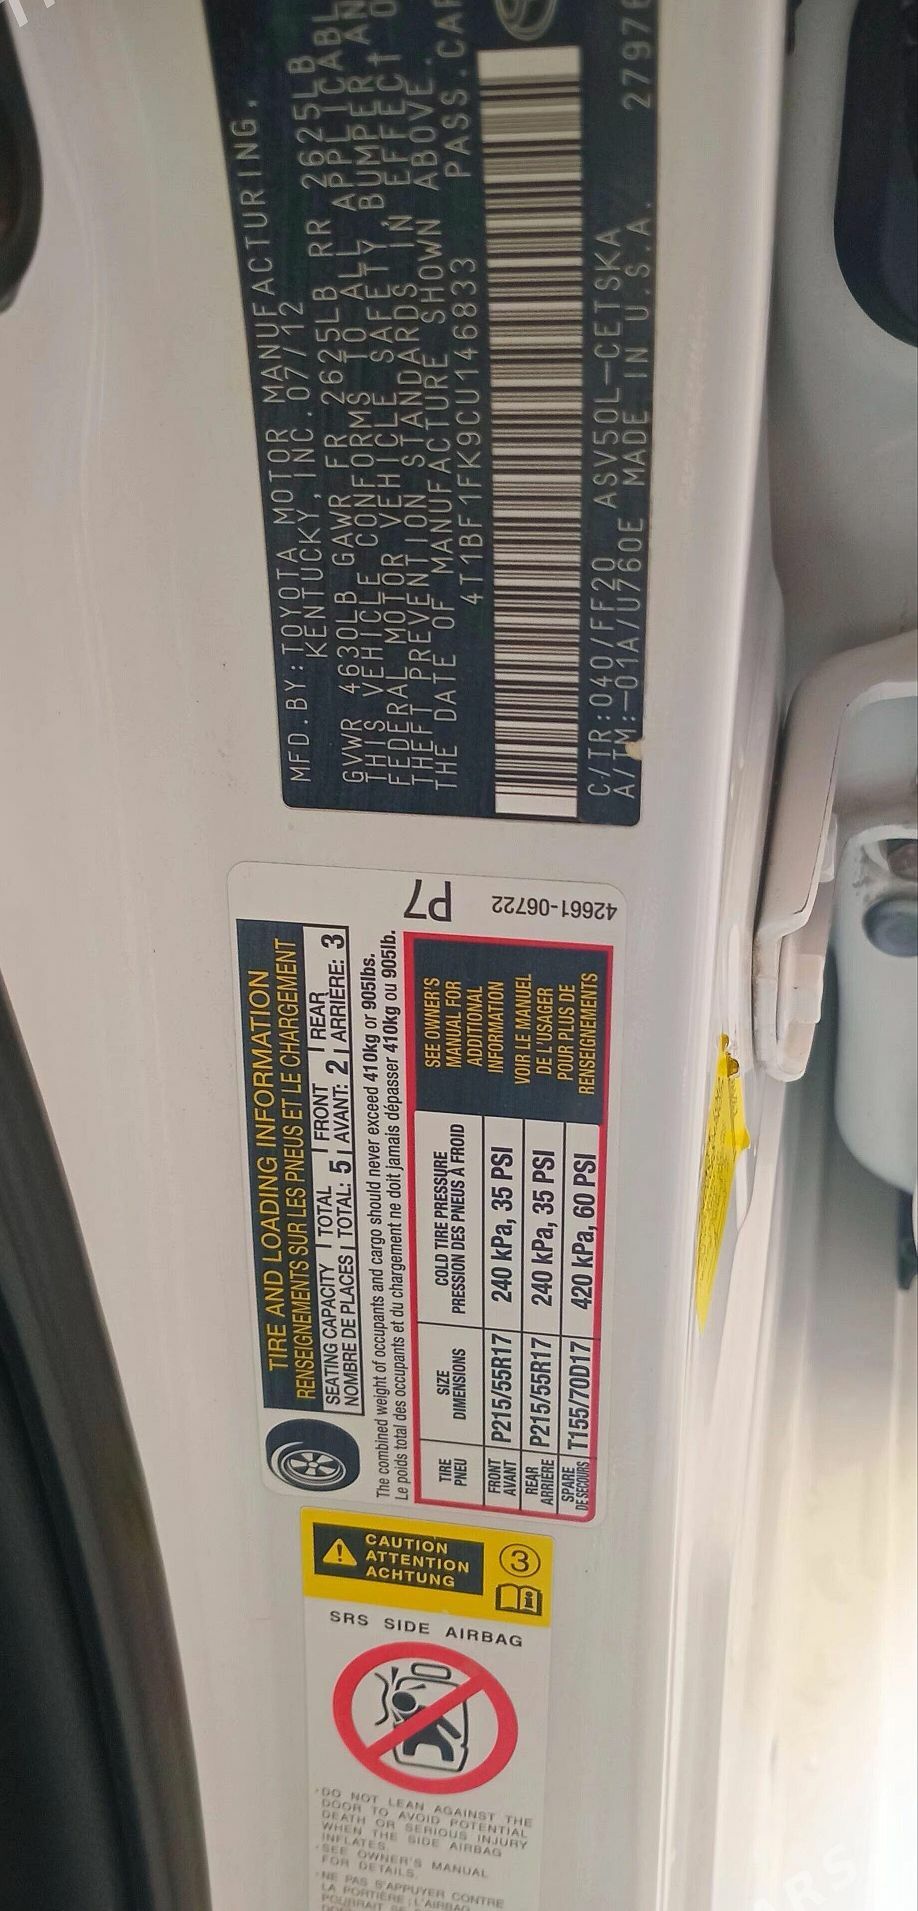 MFD.BY:TOYOTA MOTOR MANUFACTURING.
KENTUCKY, INC. 07/12
GVWR 4630LB GAWR FR 2625LB RR 2625LB
THIS VEHICLE CONFORMS TO ALL APPLICABL
FEDERAL MOTOR VEHICLE SAFETY, BUMPER AN
THEFT PREVENTION STANDARDS IN EFFECT O
THE DATE OF MANUFACTURE SHOWN ABOVE.
4T1BF1FK9CU146833 PASS.CAR
C/TR:040/FF20 ASV50L-CETSKA
A/TM:-01A/U760E MADE IN U.S.A. 2797
P7
42661-06722
TIRE AND LOADING INFORMATION
RENSEIGNEMENTS SUR LES PNEUS ET LE CHARGEMENT
SEATING CAPACITY TOTAL FRONT REAR
NOMBRE DE PLACES TOTAL: 5 AVANT: 2 ARRIÈRE: 3
The combined weight of occupants and cargo should never exceed 410kg or 905lbs.
Le poids total des occupants et du chargement ne doit jamais dépasser 410kg ou 905lb.
TIRE
PNEU
SIZE
DIMENSIONS
COLD TIRE PRESSURE
PRESSION DES PNEUS À FROID
FRONT
AVANT
P215/55R17
240 kPa, 35 PSI
REAR
ARRIÈRE
P215/55R17
240 kPa, 35 PSI
SPARE
DE SECOURS
T155/70D17
420 kPa, 60 PSI
SEE OWNER'S
MANUAL FOR
ADDITIONAL
INFORMATION
VOIR LE MANUEL
DE L'USAGER
POUR PLUS DE
RENSEIGNEMENTS
CAUTION
ATTENTION
ACHTUNG
3
SRS SIDE AIRBAG
·DO NOT LEAN AGAINST THE
DOOR TO AVOID POTENTIAL
DEATH OR SERIOUS INJURY
WHEN THE SIDE AIRBAG
INFLATES.
·SEE OWNER'S MANUAL
FOR DETAILS.
·NE PAS S'APPUYER CONTRE
LA PORTIÈRE:L'AIRBAG
POURRAIT